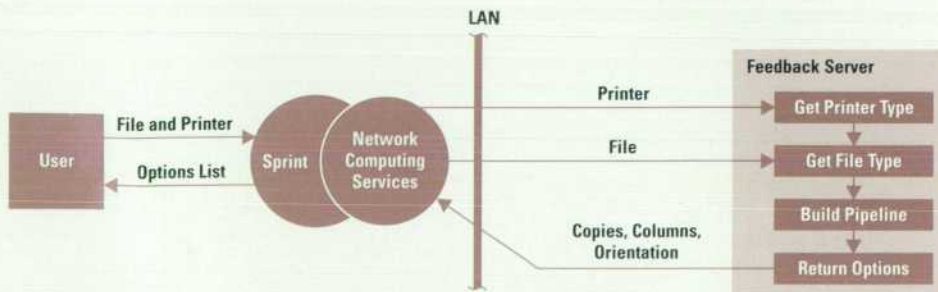 LAN
Feedback Server
Printer
Get Printer Type
File and Printer
User
Sprint
Network
Computing
Services
File
Get File Type
Options List
Build Pipeline
Copies, Columns,
Orientation
Return Options